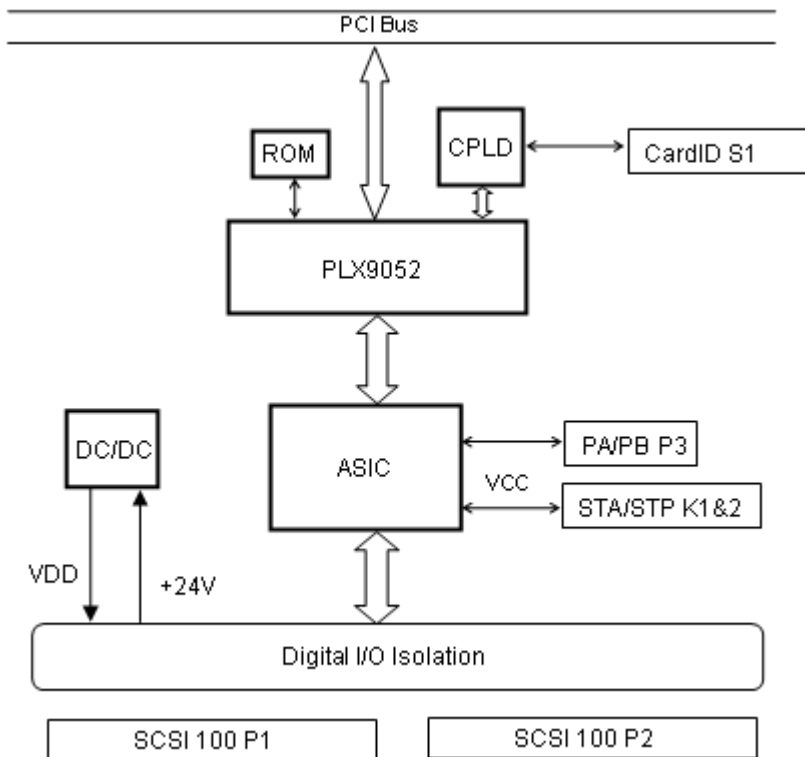 PCI Bus
ROM
CPLD
CardID S1
PLX9052
DC/DC
ASIC
PA/PB P3
VCC
STA/STP K1&2
VDD
+24V
Digital I/O Isolation
SCSI 100 P1
SCSI 100 P2